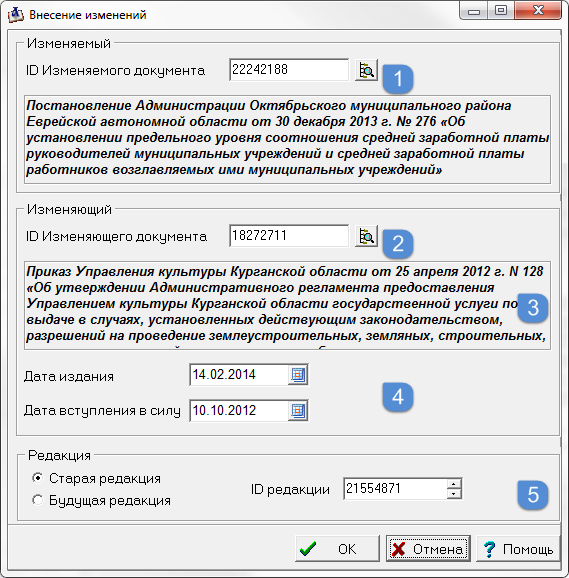 Внесение изменений
Изменяемый
ID Изменяемого документа 22242188 1
Постановление Администрации Октябрьского муниципального района
Еврейской автономной области от 30 декабря 2013 г. № 276 «Об
установлении предельного уровня соотношения средней заработной платы
руководителей муниципальных учреждений и средней заработной платы
работников возглавляемых ими муниципальных учреждений»
Изменяющий
ID Изменяющего документа 18272711 2
Приказ Управления культуры Курганской области от 25 апреля 2012 г. N 128
«Об утверждении Административного регламента предоставления
Управлением культуры Курганской области государственной услуги по
выдаче в случаях, установленных действующим законодательством,
разрешений на проведение землеустроительных, земляных, строительных,
3
Дата издания 14.02.2014
Дата вступления в силу 10.10.2012
4
Редакция
Старая редакция
Будущая редакция
ID редакции 21554871
5
OK Отмена Помощь